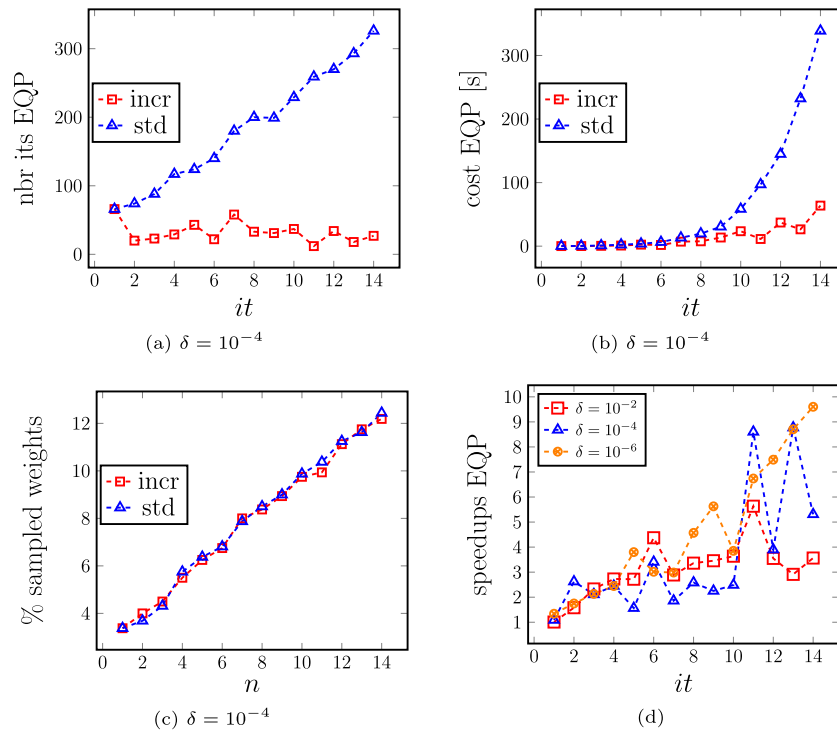 nbr its EQP
300
200
100
0
incr
std
0 2 4 6 8 10 12 14
it
(a) δ = 10⁻⁴
cost EQP [s]
300
200
100
0
incr
std
0 2 4 6 8 10 12 14
it
(b) δ = 10⁻⁴
% sampled weights
12
10
8
6
4
incr
std
0 2 4 6 8 10 12 14
n
(c) δ = 10⁻⁴
speedups EQP
10
9
8
7
6
5
4
3
2
1
δ = 10⁻²
δ = 10⁻⁴
δ = 10⁻⁶
0 2 4 6 8 10 12 14
it
(d)